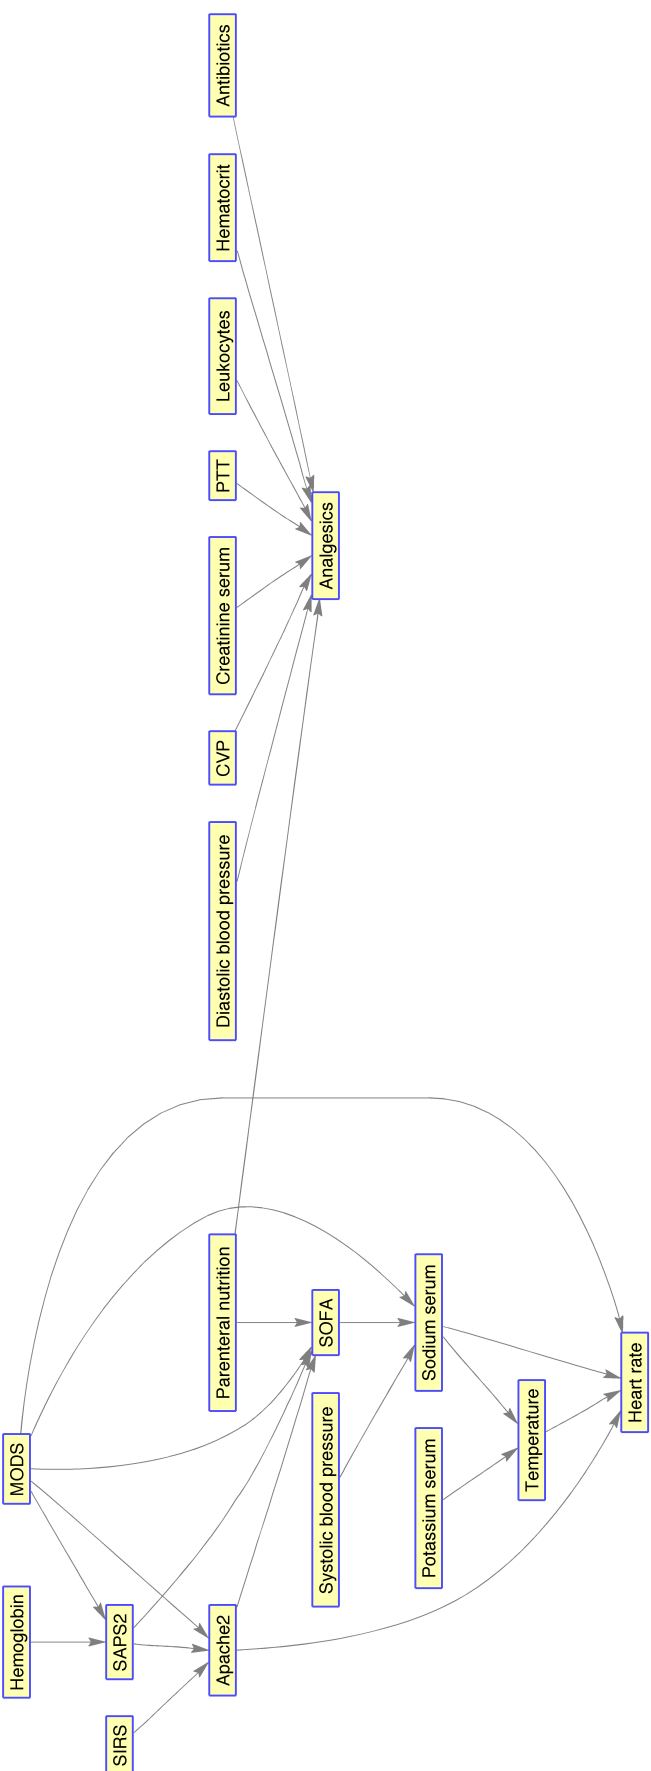 Antibiotics
Hematocrit
Leukocytes
PTT
Analgesics
Creatinine serum
CVP
Diastolic blood pressure
Parenteral nutrition
SOFA
Sodium serum
Heart rate
Temperature
MODS
Systolic blood pressure
Potassium serum
Hemoglobin
SAPS2
Apache2
SIRS